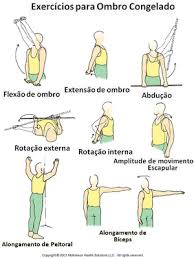 Exercícios para Ombro Congelado
Flexão de ombro
Extensão de ombro
Abdução
Rotação externa
Rotação interna
Amplitude de movimento
Escapular
Alongamento de Peitoral
Alongamento de
Bíceps